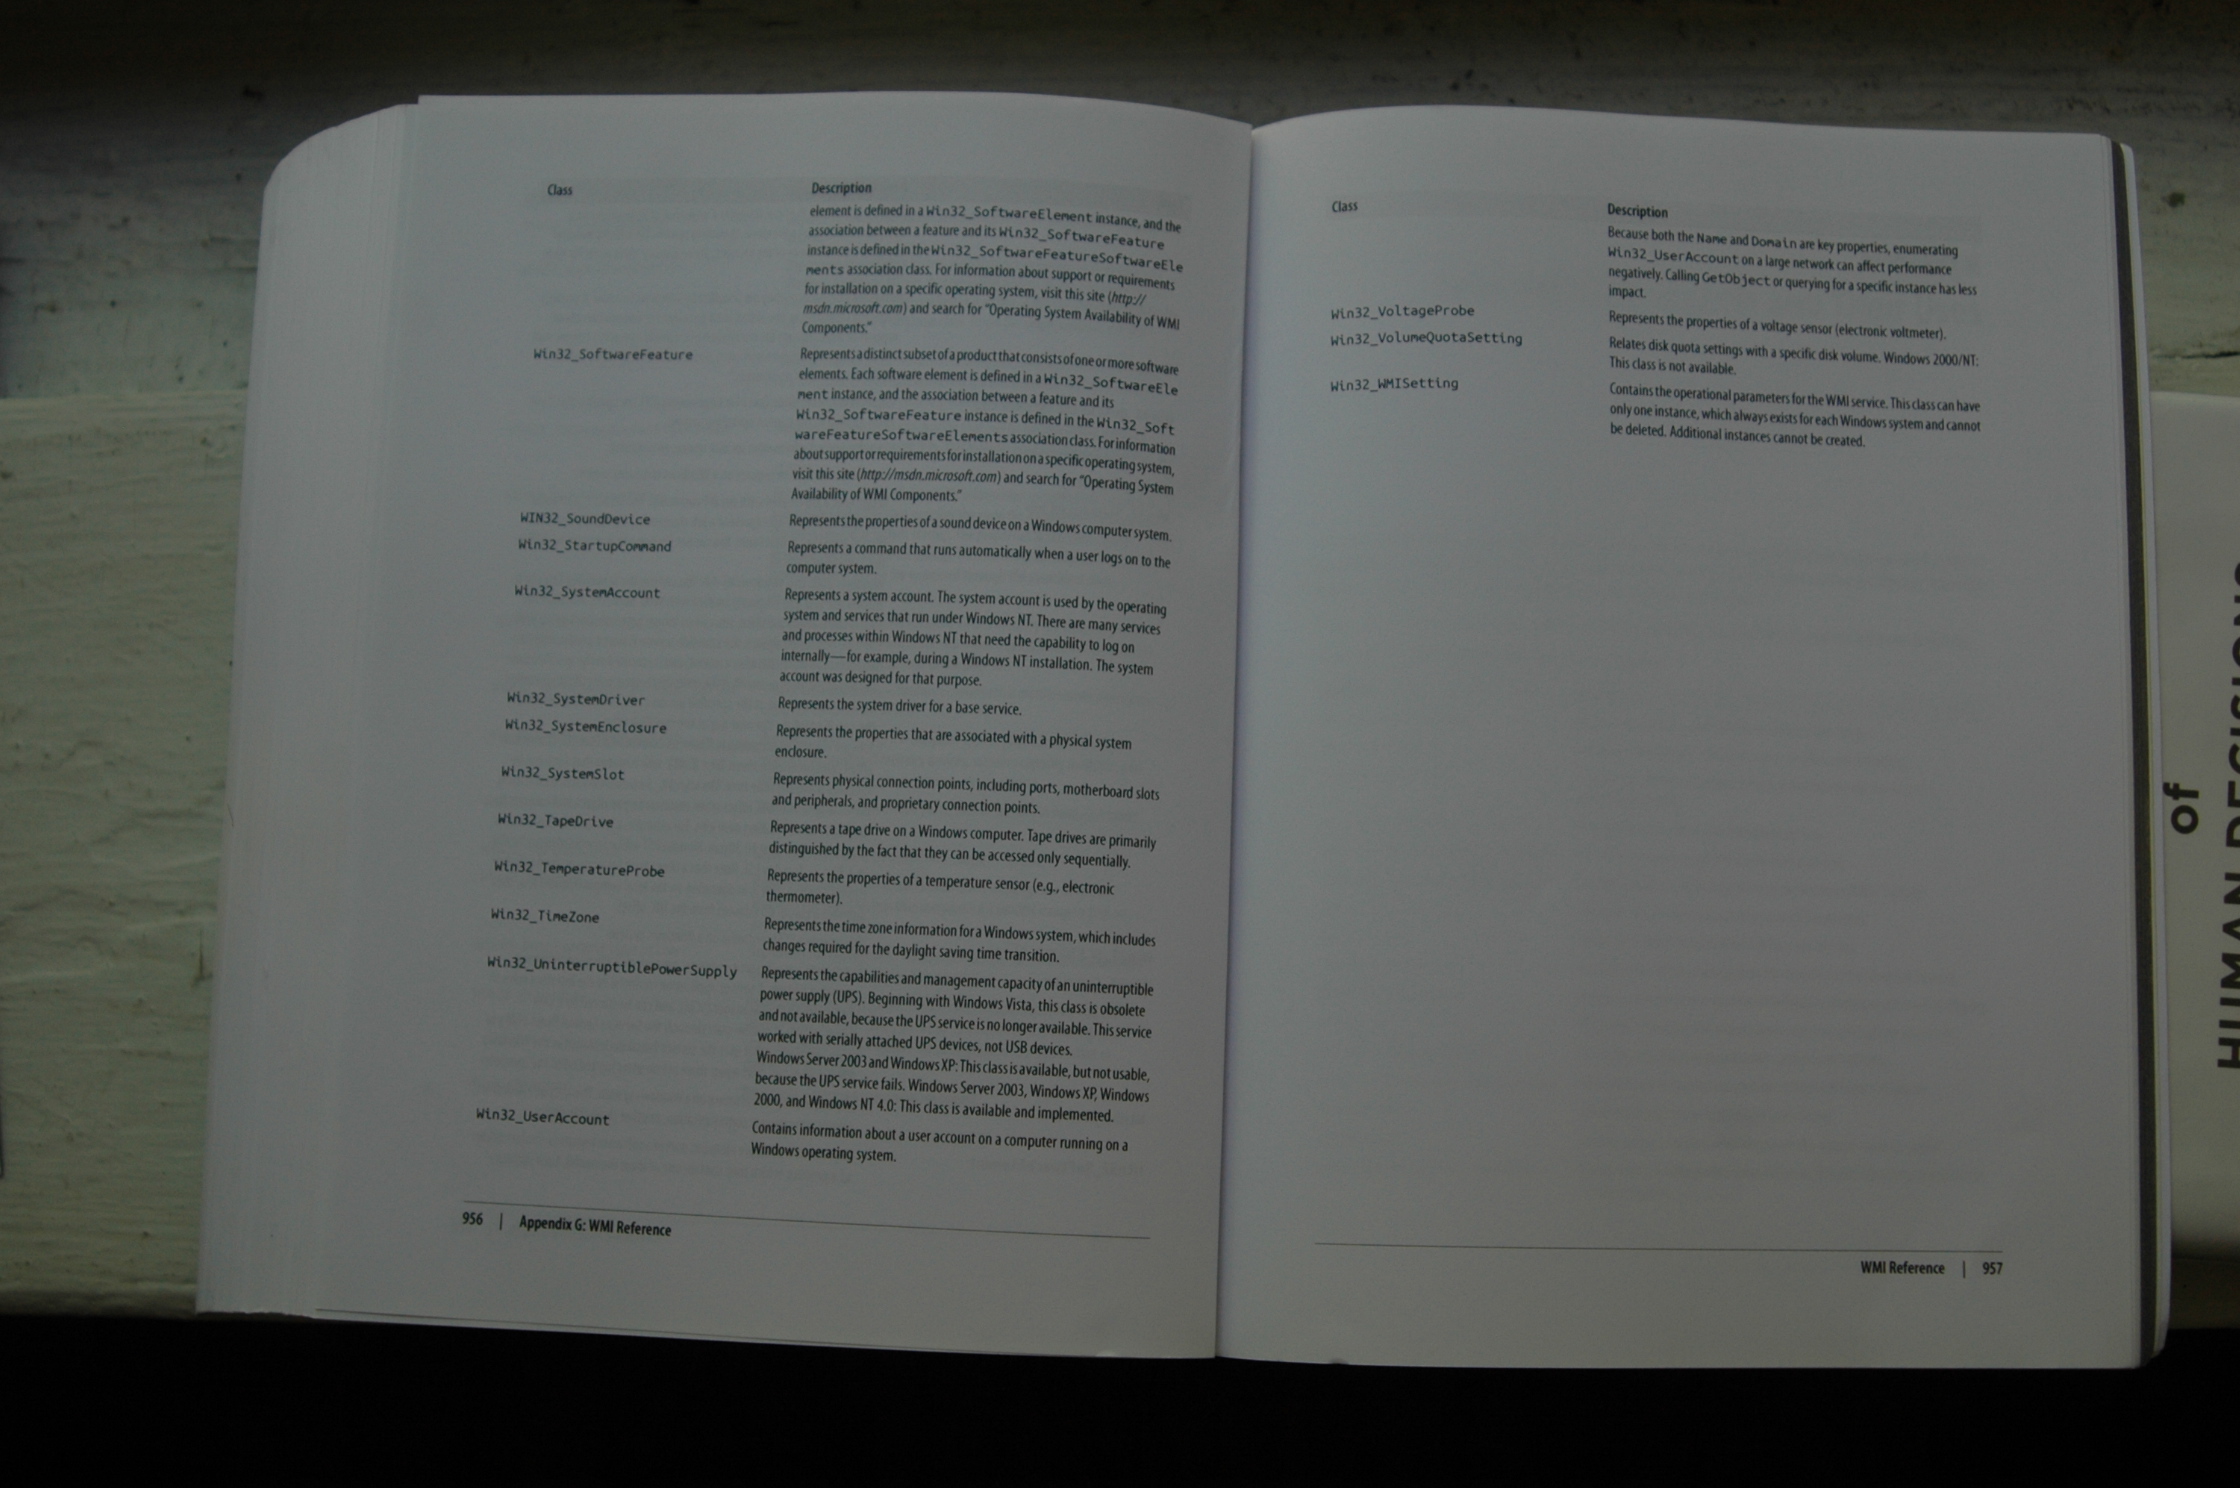 Class Description
element is defined in a Win32_SoftwareElement instance, and the
association between a feature and its Win32_SoftwareFeature
instance is defined in the Win32_SoftwareFeatureSoftwareEle
ments association class. For information about support or requirements
for installation on a specific operating system, visit this site (http://
msdn.microsoft.com) and search for "Operating System Availability of WMI
Components."
Win32_SoftwareFeature Represents a distinct subset of a product that consists of one or more software
elements. Each software element is defined in a Win32_SoftwareEle
ment instance, and the association between a feature and its
Win32_SoftwareFeature instance is defined in the Win32_Soft
wareFeatureSoftwareElements association class. For information
about support or requirements for installation on a specific operating system,
visit this site (http://msdn.microsoft.com) and search for "Operating System
Availability of WMI Components."
WIN32_SoundDevice Represents the properties of a sound device on a Windows computer system.
Win32_StartupCommand Represents a command that runs automatically when a user logs on to the
computer system.
Win32_SystemAccount Represents a system account. The system account is used by the operating
system and services that run under Windows NT. There are many services
and processes within Windows NT that need the capability to log on
internally—for example, during a Windows NT installation. The system
account was designed for that purpose.
Win32_SystemDriver Represents the system driver for a base service.
Win32_SystemEnclosure Represents the properties that are associated with a physical system
enclosure.
Win32_SystemSlot Represents physical connection points, including ports, motherboard slots
and peripherals, and proprietary connection points.
Win32_TapeDrive Represents a tape drive on a Windows computer. Tape drives are primarily
distinguished by the fact that they can be accessed only sequentially.
Win32_TemperatureProbe Represents the properties of a temperature sensor (e.g., electronic
thermometer).
Win32_TimeZone Represents the time zone information for a Windows system, which includes
changes required for the daylight saving time transition.
Win32_UninterruptiblePowerSupply Represents the capabilities and management capacity of an uninterruptible
power supply (UPS). Beginning with Windows Vista, this class is obsolete
and not available, because the UPS service is no longer available. This service
worked with serially attached UPS devices, not USB devices.
Windows Server 2003 and Windows XP: This class is available, but not usable,
because the UPS service fails. Windows Server 2003, Windows XP, Windows
2000, and Windows NT 4.0: This class is available and implemented.
Win32_UserAccount Contains information about a user account on a computer running on a
Windows operating system.
956 | Appendix G: WMI Reference
Class Description
Because both the Name and Domain are key properties, enumerating
Win32_UserAccount on a large network can affect performance
negatively. Calling GetObject or querying for a specific instance has less
impact.
Win32_VoltageProbe Represents the properties of a voltage sensor (electronic voltmeter).
Win32_VolumeQuotaSetting Relates disk quota settings with a specific disk volume. Windows 2000/NT:
This class is not available.
Win32_WMISetting Contains the operational parameters for the WMI service. This class can have
only one instance, which always exists for each Windows system and cannot
be deleted. Additional instances cannot be created.
WMI Reference | 957
of
HUMAN DECISIONS